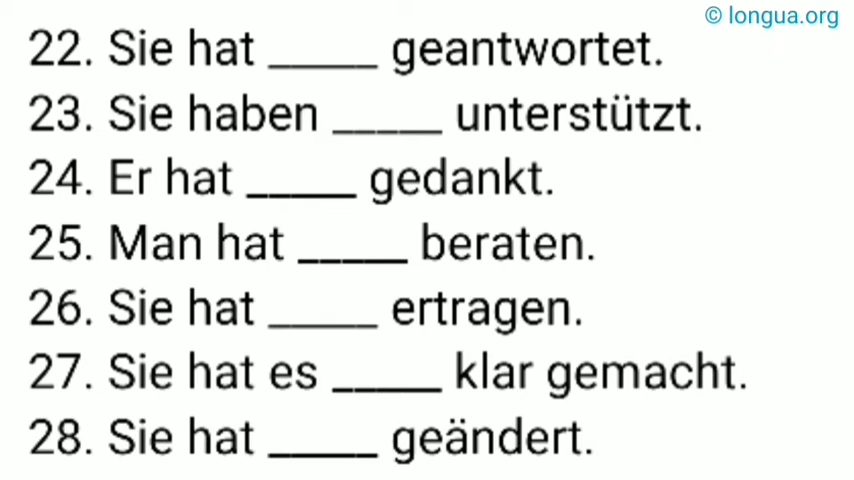 © longua.org
22. Sie hat _____ geantwortet.
23. Sie haben _____ unterstützt.
24. Er hat _____ gedankt.
25. Man hat _____ beraten.
26. Sie hat _____ ertragen.
27. Sie hat es _____ klar gemacht.
28. Sie hat _____ geändert.